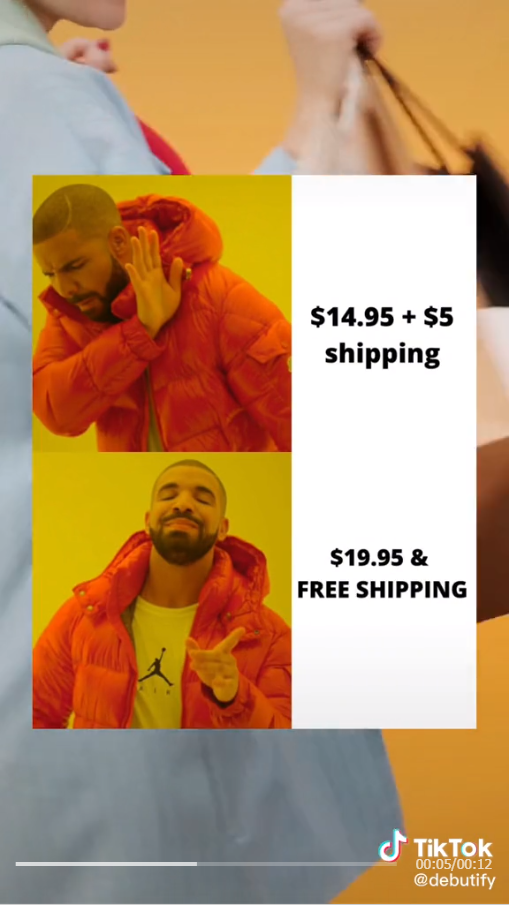 $14.95 + $5
shipping
$19.95 &
FREE SHIPPING
TikTok
00:05/00:12
@debutify